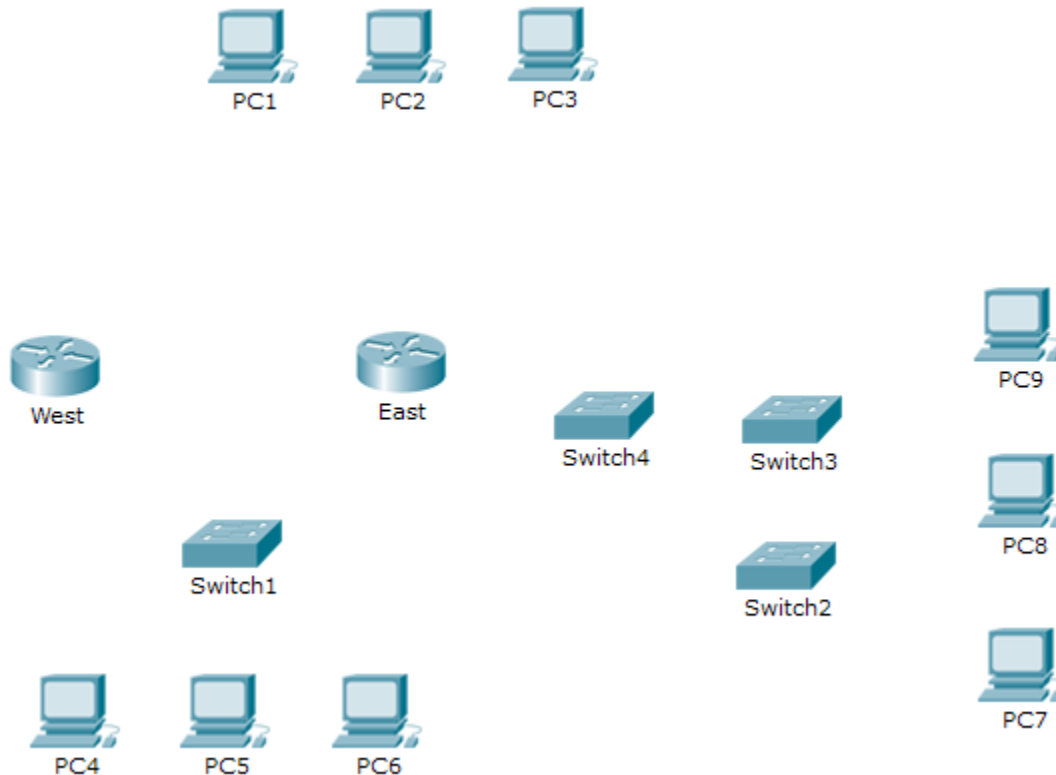 PC1
PC2
PC3
PC9
West
East
Switch4
Switch3
PC8
Switch1
Switch2
PC7
PC4
PC5
PC6